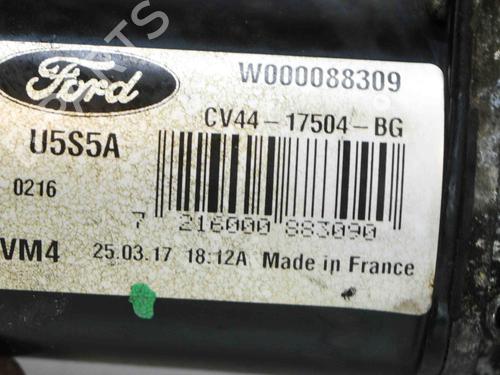 Ford
W000088309
CV44-17504-BG
U5S5A
0216
7 216000 883090
VM4
25.03.17 18:12A Made in France
PARTS